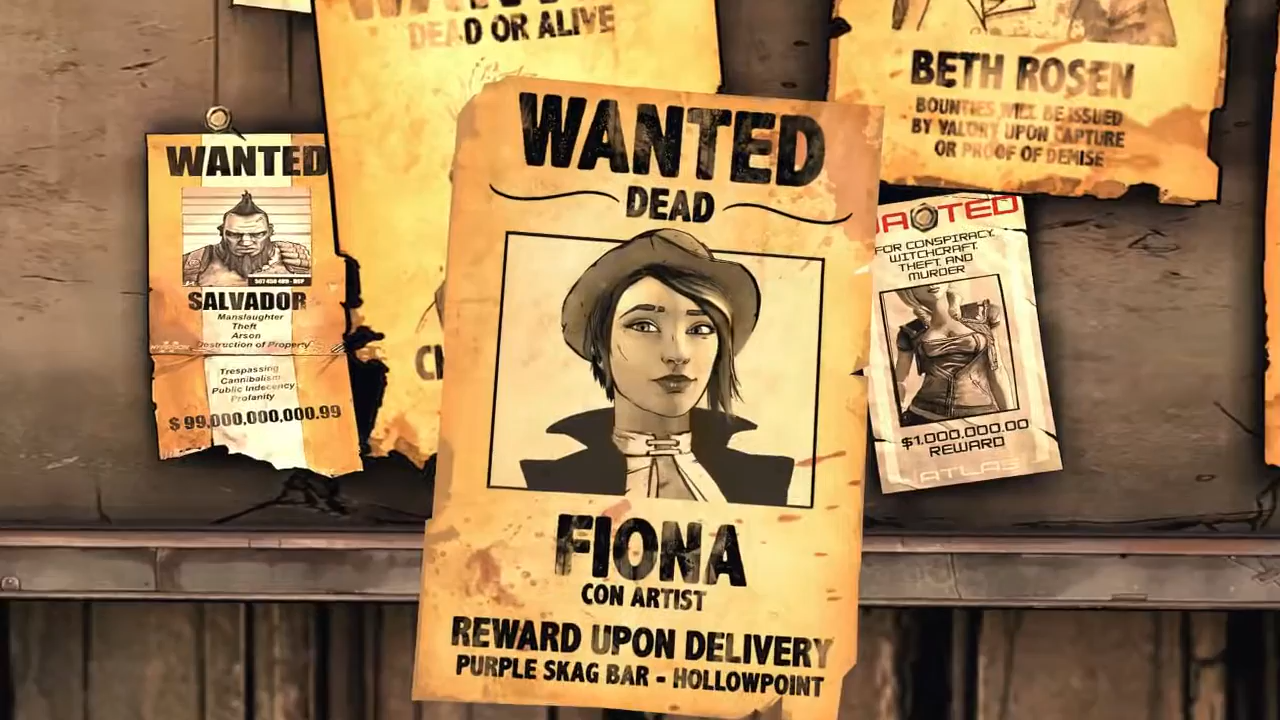 DEAD OR ALIVE
BETH ROSEN
BOUNTIES WILL BE ISSUED
BY VALORY UPON CAPTURE
OR PROOF OF DEMISE
WANTED
SALVADOR
Manslaughter
Theft
Arson
Destruction of Property
Trespassing
Cannibalism
Public Indecency
Profanity
$99,000,000,000.99
WANTED
DEAD
FIONA
CON ARTIST
REWARD UPON DELIVERY
PURPLE SKAG BAR - HOLLOWPOINT
FOR CONSPIRACY,
WITCHCRAFT,
THEFT, AND
MURDER
$1,000,000.00
REWARD
ATLAS